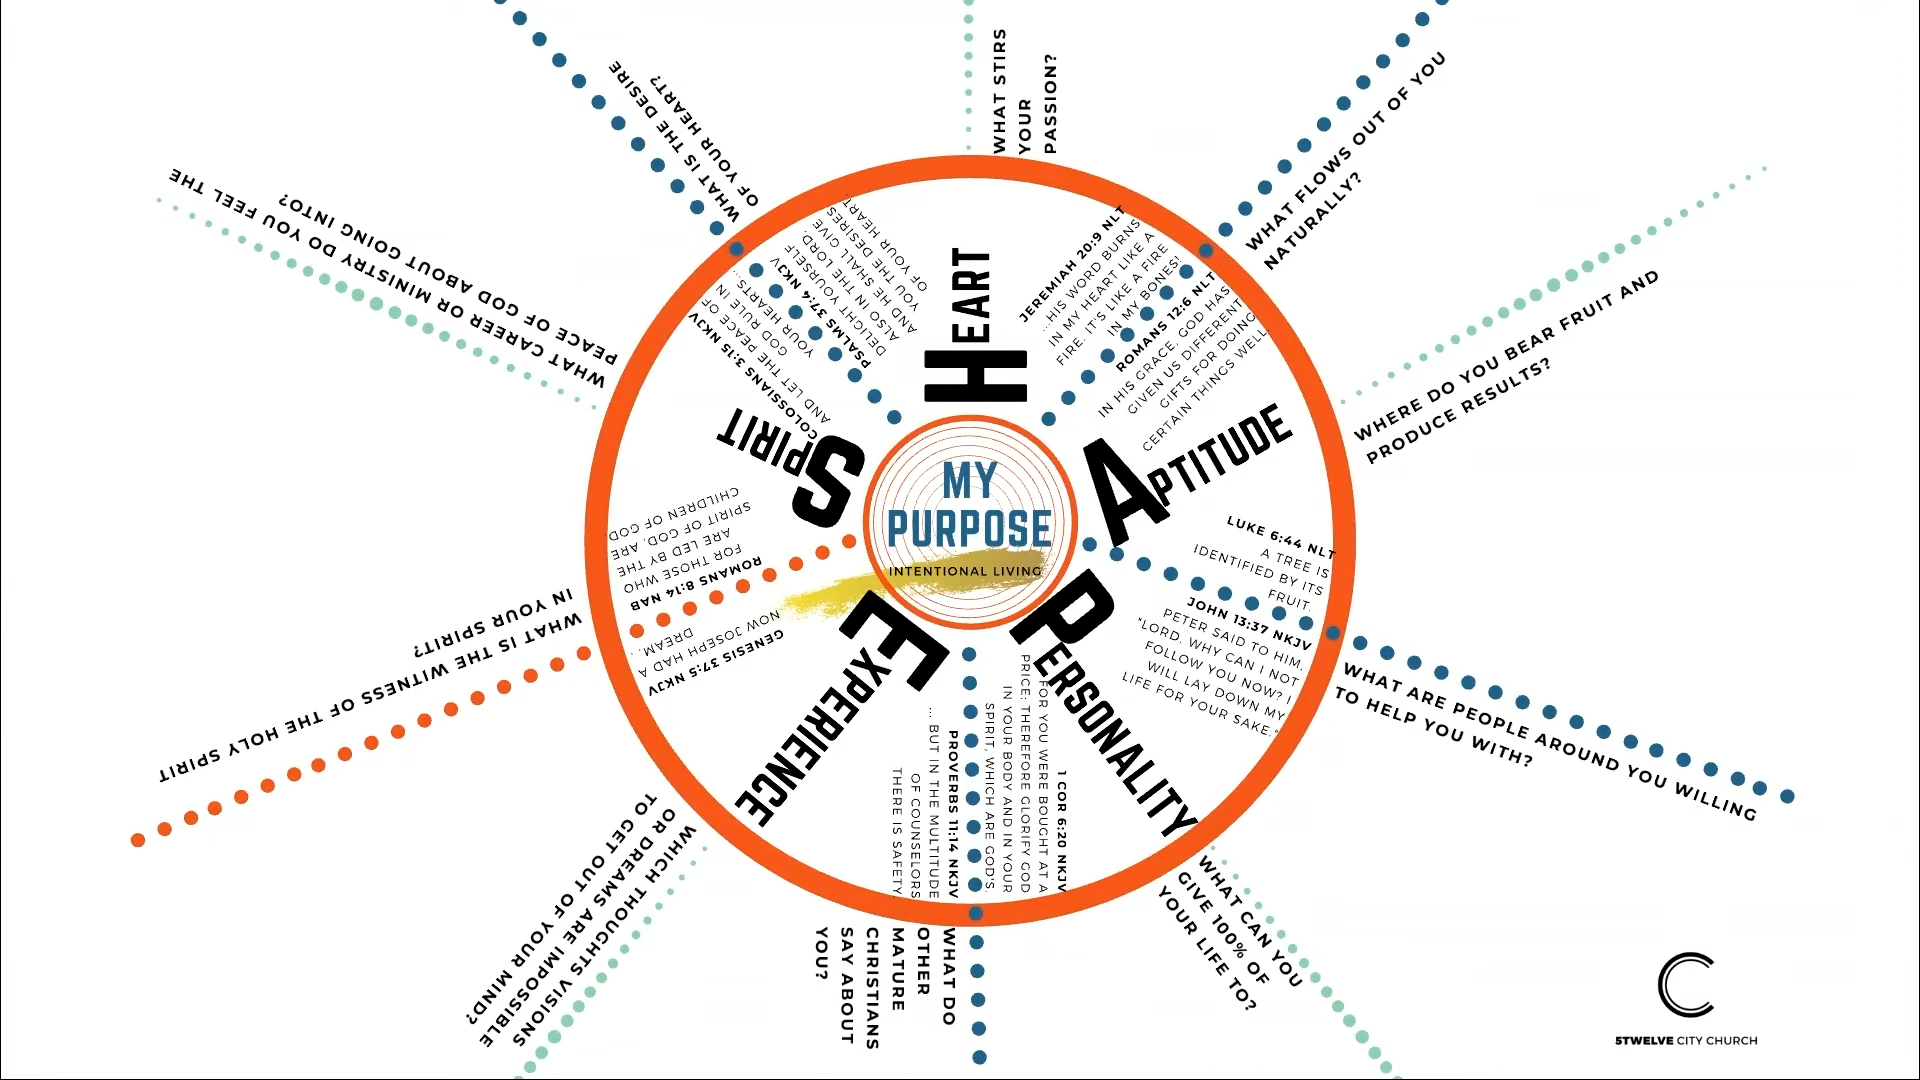 MY
PURPOSE
INTENTIONAL LIVING
HEART
WHAT STIRS
YOUR
PASSION?
JEREMIAH 20:9 NLT
...HIS WORD BURNS
IN MY HEART LIKE A
FIRE. IT'S LIKE A FIRE
IN MY BONES!
WHAT FLOWS OUT OF YOU
NATURALLY?
ROMANS 12:6 NLT
IN HIS GRACE, GOD HAS
GIVEN US DIFFERENT
GIFTS FOR DOING
CERTAIN THINGS WELL.
APTITUDE
WHERE DO YOU BEAR FRUIT AND
PRODUCE RESULTS?
LUKE 6:44 NLT
A TREE IS
IDENTIFIED BY ITS
FRUIT.
WHAT ARE PEOPLE AROUND YOU WILLING
TO HELP YOU WITH?
JOHN 13:37 NKJV
PETER SAID TO HIM,
"LORD, WHY CAN I NOT
FOLLOW YOU NOW? I
WILL LAY DOWN MY
LIFE FOR YOUR SAKE."
PERSONALITY
WHAT CAN YOU
GIVE 100% OF
YOUR LIFE TO?
1 COR 6:20 NKJV
FOR YOU WERE BOUGHT AT A
PRICE; THEREFORE GLORIFY GOD
IN YOUR BODY AND IN YOUR
SPIRIT, WHICH ARE GOD'S.
WHAT DO
OTHER
MATURE
CHRISTIANS
SAY ABOUT
YOU?
PROVERBS 11:14 NKJV
... BUT IN THE MULTITUDE
OF COUNSELORS
THERE IS SAFETY.
EXPERIENCE
WHICH THOUGHTS VISIONS
OR DREAMS ARE IMPOSSIBLE
TO GET OUT OF YOUR MIND?
GENESIS 37:5 NKJV
NOW JOSEPH HAD A
DREAM, ..
WHAT IS THE WITNESS OF THE HOLY SPIRIT
IN YOUR SPIRIT?
ROMANS 8:14 NAB
FOR THOSE WHO
ARE LED BY THE
SPIRIT OF GOD, ARE
CHILDREN OF GOD.
SPIRIT
WHAT CAREER OR MINISTRY DO YOU FEEL THE
PEACE OF GOD ABOUT GOING INTO?
COLOSSIANS 3:15 NKJV
AND LET THE PEACE OF
GOD RULE IN
YOUR HEARTS...
WHAT IS THE DESIRE
OF YOUR HEART?
PSALMS 37:4 NKJV
DELIGHT YOURSELF
ALSO IN THE LORD,
AND HE SHALL GIVE
YOU THE DESIRES
OF YOUR HEART.
5TWELVE CITY CHURCH